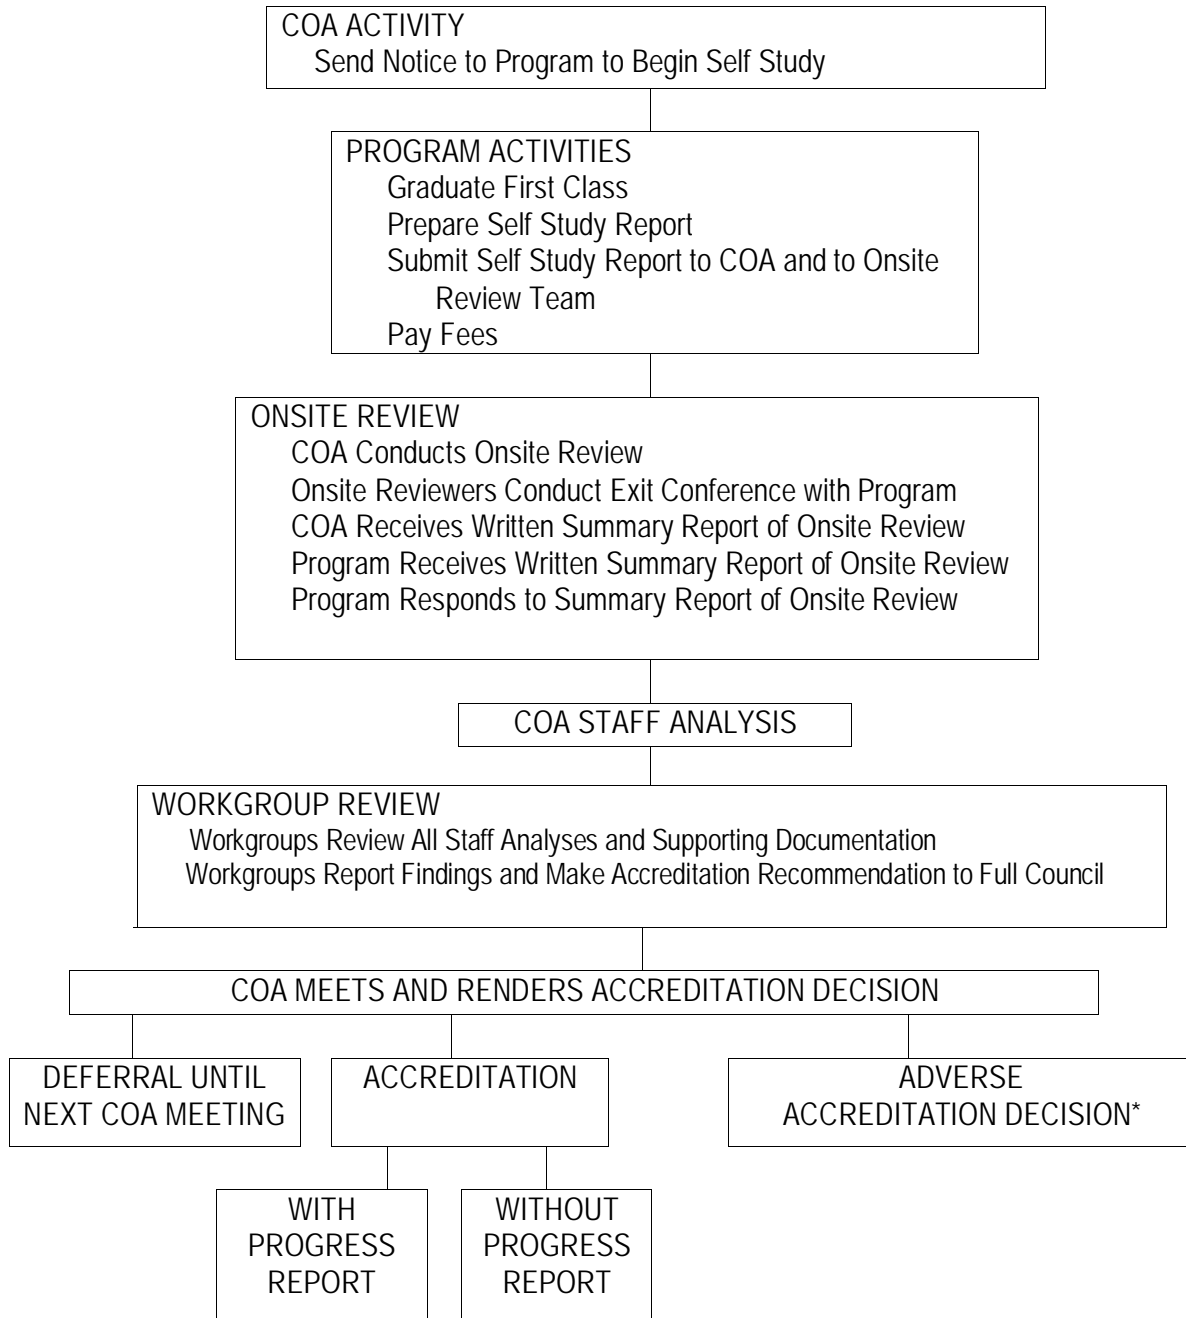 COA ACTIVITY
Send Notice to Program to Begin Self Study
PROGRAM ACTIVITIES
Graduate First Class
Prepare Self Study Report
Submit Self Study Report to COA and to Onsite
Review Team
Pay Fees
ONSITE REVIEW
COA Conducts Onsite Review
Onsite Reviewers Conduct Exit Conference with Program
COA Receives Written Summary Report of Onsite Review
Program Receives Written Summary Report of Onsite Review
Program Responds to Summary Report of Onsite Review
COA STAFF ANALYSIS
WORKGROUP REVIEW
Workgroups Review All Staff Analyses and Supporting Documentation
Workgroups Report Findings and Make Accreditation Recommendation to Full Council
COA MEETS AND RENDERS ACCREDITATION DECISION
DEFERRAL UNTIL
NEXT COA MEETING
ACCREDITATION
ADVERSE
ACCREDITATION DECISION*
WITH
PROGRESS
REPORT
WITHOUT
PROGRESS
REPORT